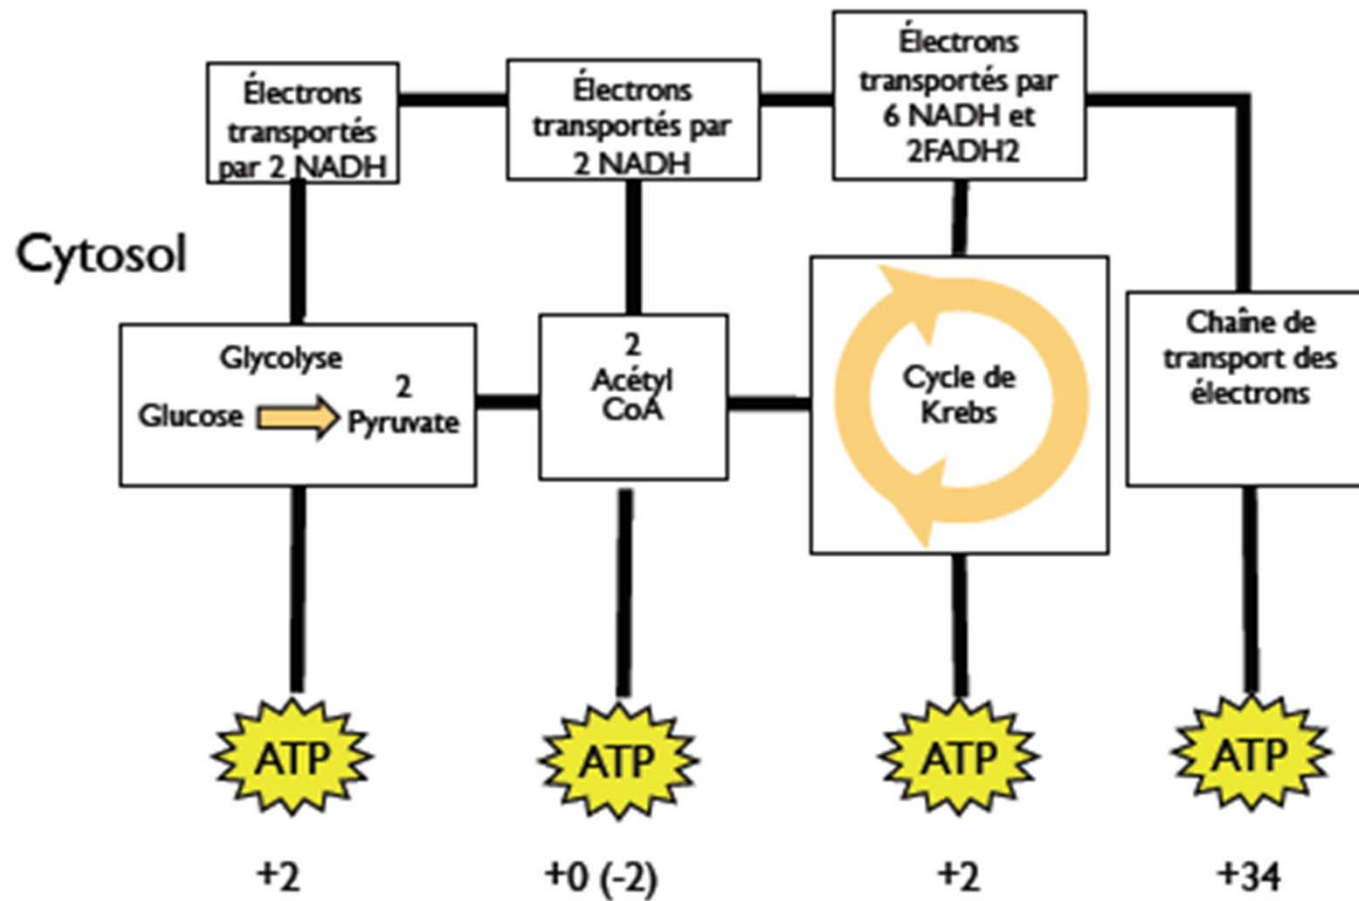 Électrons
transportés
par 2 NADH
Électrons
transportés par
2 NADH
Électrons
transportés par
6 NADH et
2FADH2
Cytosol
Glycolyse
Glucose
2
Pyruvate
2
Acétyl
CoA
Cycle de
Krebs
Chaîne de
transport des
électrons
ATP
ATP
ATP
ATP
+2
+0 (-2)
+2
+34